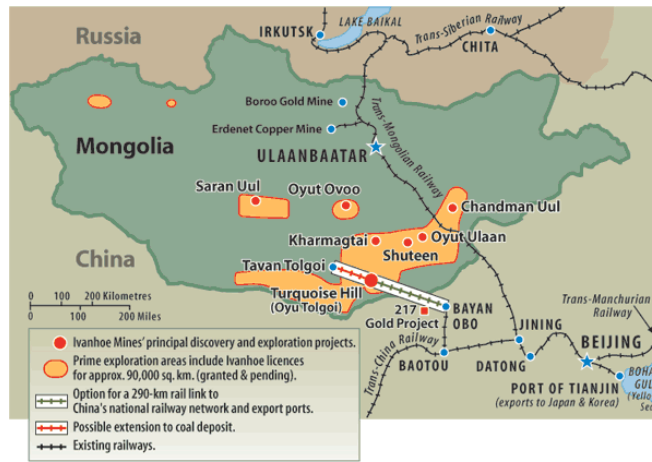 Russia
IRKUTSK
LAKE BAIKAL
Trans-Siberian Railway
CHITA
Boroo Gold Mine
Erdenet Copper Mine
Mongolia
ULAANBAATAR
Trans-Mongolian Railway
Saran Uul
Oyut Ovoo
Chandman Uul
Kharmagtai
Oyut Ulaan
Shuteen
China
Tavan Tolgoi
Turquoise Hill
(Oyu Tolgoi)
0 100 200 Kilometres
0 100 200 Miles
217
Gold Project
BAYAN
OBO
Trans-Manchurian
Railway
JINING
BEIJING
BAOTOU
DATONG
Trans-China Railway
PORT OF TIANJIN
(exports to Japan & Korea)
BOHA
GUL
(Yello
Sea
Ivanhoe Mines' principal discovery and exploration projects.
Prime exploration areas include Ivanhoe licences
for approx. 90,000 sq. km. (granted & pending).
Option for a 290-km rail link to
China's national railway network and export ports.
Possible extension to coal deposit.
Existing railways.